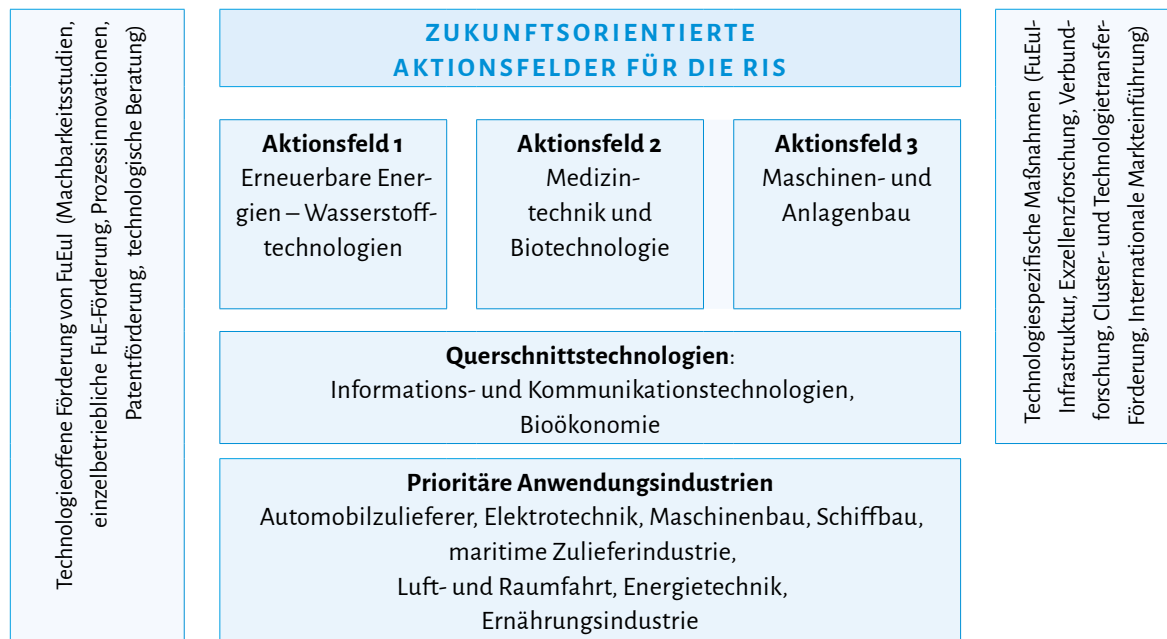 Technologieoffene Förderung von FuEuI (Machbarkeitsstudien,
einzelbetriebliche FuE-Förderung, Prozessinnovationen,
Patentförderung, technologische Beratung)
ZUKUNFTSORIENTIERTE
AKTIONSFELDER FÜR DIE RIS
Aktionsfeld 1
Erneuerbare Ener-
gien – Wasserstoff-
technologien
Aktionsfeld 2
Medizin-
technik und
Biotechnologie
Aktionsfeld 3
Maschinen- und
Anlagenbau
Querschnittstechnologien:
Informations- und Kommunikationstechnologien,
Bioökonomie
Prioritäre Anwendungsindustrien
Automobilzulieferer, Elektrotechnik, Maschinenbau, Schiffbau,
maritime Zulieferindustrie,
Luft- und Raumfahrt, Energietechnik,
Ernährungsindustrie
Technologiespezifische Maßnahmen (FuEuI-
Infrastruktur, Exzellenzforschung, Verbund-
forschung, Cluster- und Technologietransfer-
Förderung, Internationale Markteinführung)